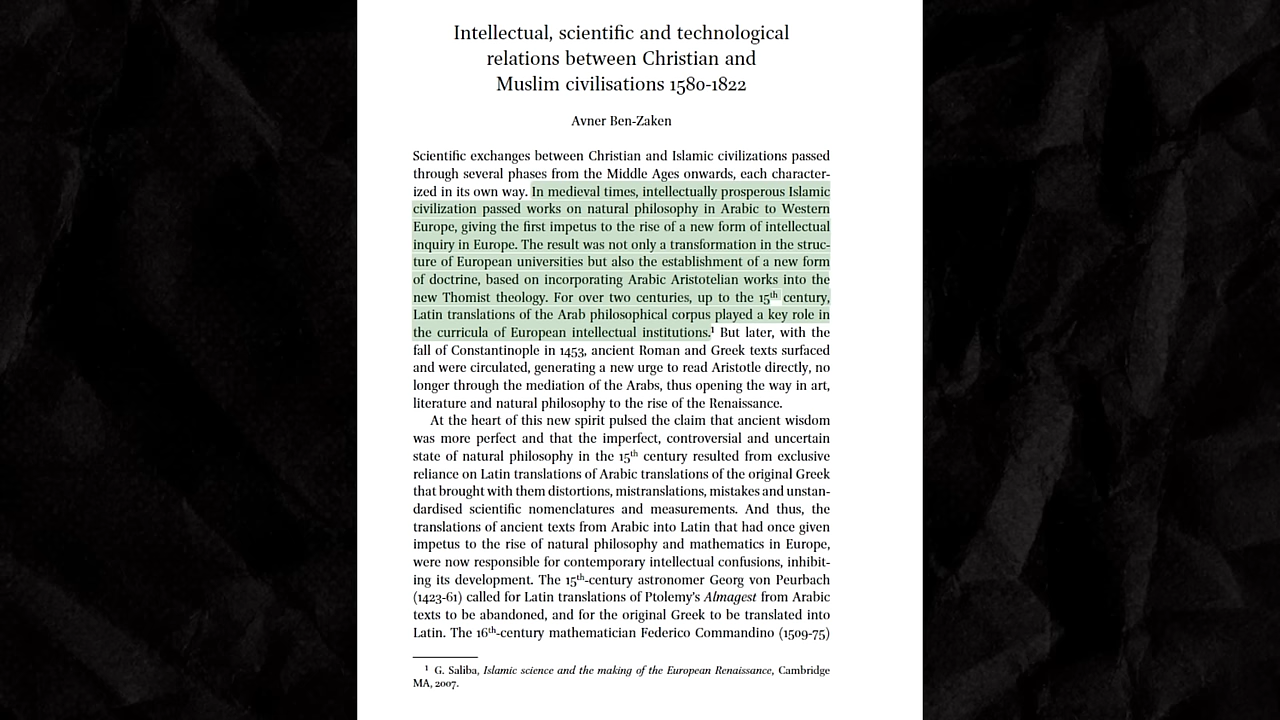 Intellectual, scientific and technological
relations between Christian and
Muslim civilisations 1580-1822
Avner Ben-Zaken
Scientific exchanges between Christian and Islamic civilizations passed
through several phases from the Middle Ages onwards, each character-
ized in its own way. In medieval times, intellectually prosperous Islamic
civilization passed works on natural philosophy in Arabic to Western
Europe, giving the first impetus to the rise of a new form of intellectual
inquiry in Europe. The result was not only a transformation in the struc-
ture of European universities but also the establishment of a new form
of doctrine, based on incorporating Arabic Aristotelian works into the
new Thomist theology. For over two centuries, up to the 15th century,
Latin translations of the Arab philosophical corpus played a key role in
the curricula of European intellectual institutions.1 But later, with the
fall of Constantinople in 1453, ancient Roman and Greek texts surfaced
and were circulated, generating a new urge to read Aristotle directly, no
longer through the mediation of the Arabs, thus opening the way in art,
literature and natural philosophy to the rise of the Renaissance.
At the heart of this new spirit pulsed the claim that ancient wisdom
was more perfect and that the imperfect, controversial and uncertain
state of natural philosophy in the 15th century resulted from exclusive
reliance on Latin translations of Arabic translations of the original Greek
that brought with them distortions, mistranslations, mistakes and unstan-
dardised scientific nomenclatures and measurements. And thus, the
translations of ancient texts from Arabic into Latin that had once given
impetus to the rise of natural philosophy and mathematics in Europe,
were now responsible for contemporary intellectual confusions, inhibit-
ing its development. The 15th-century astronomer Georg von Peurbach
(1423-61) called for Latin translations of Ptolemy's Almagest from Arabic
texts to be abandoned, and for the original Greek to be translated into
Latin. The 16th-century mathematician Federico Commandino (1509-75)
1 G. Saliba, Islamic science and the making of the European Renaissance, Cambridge
MA, 2007.